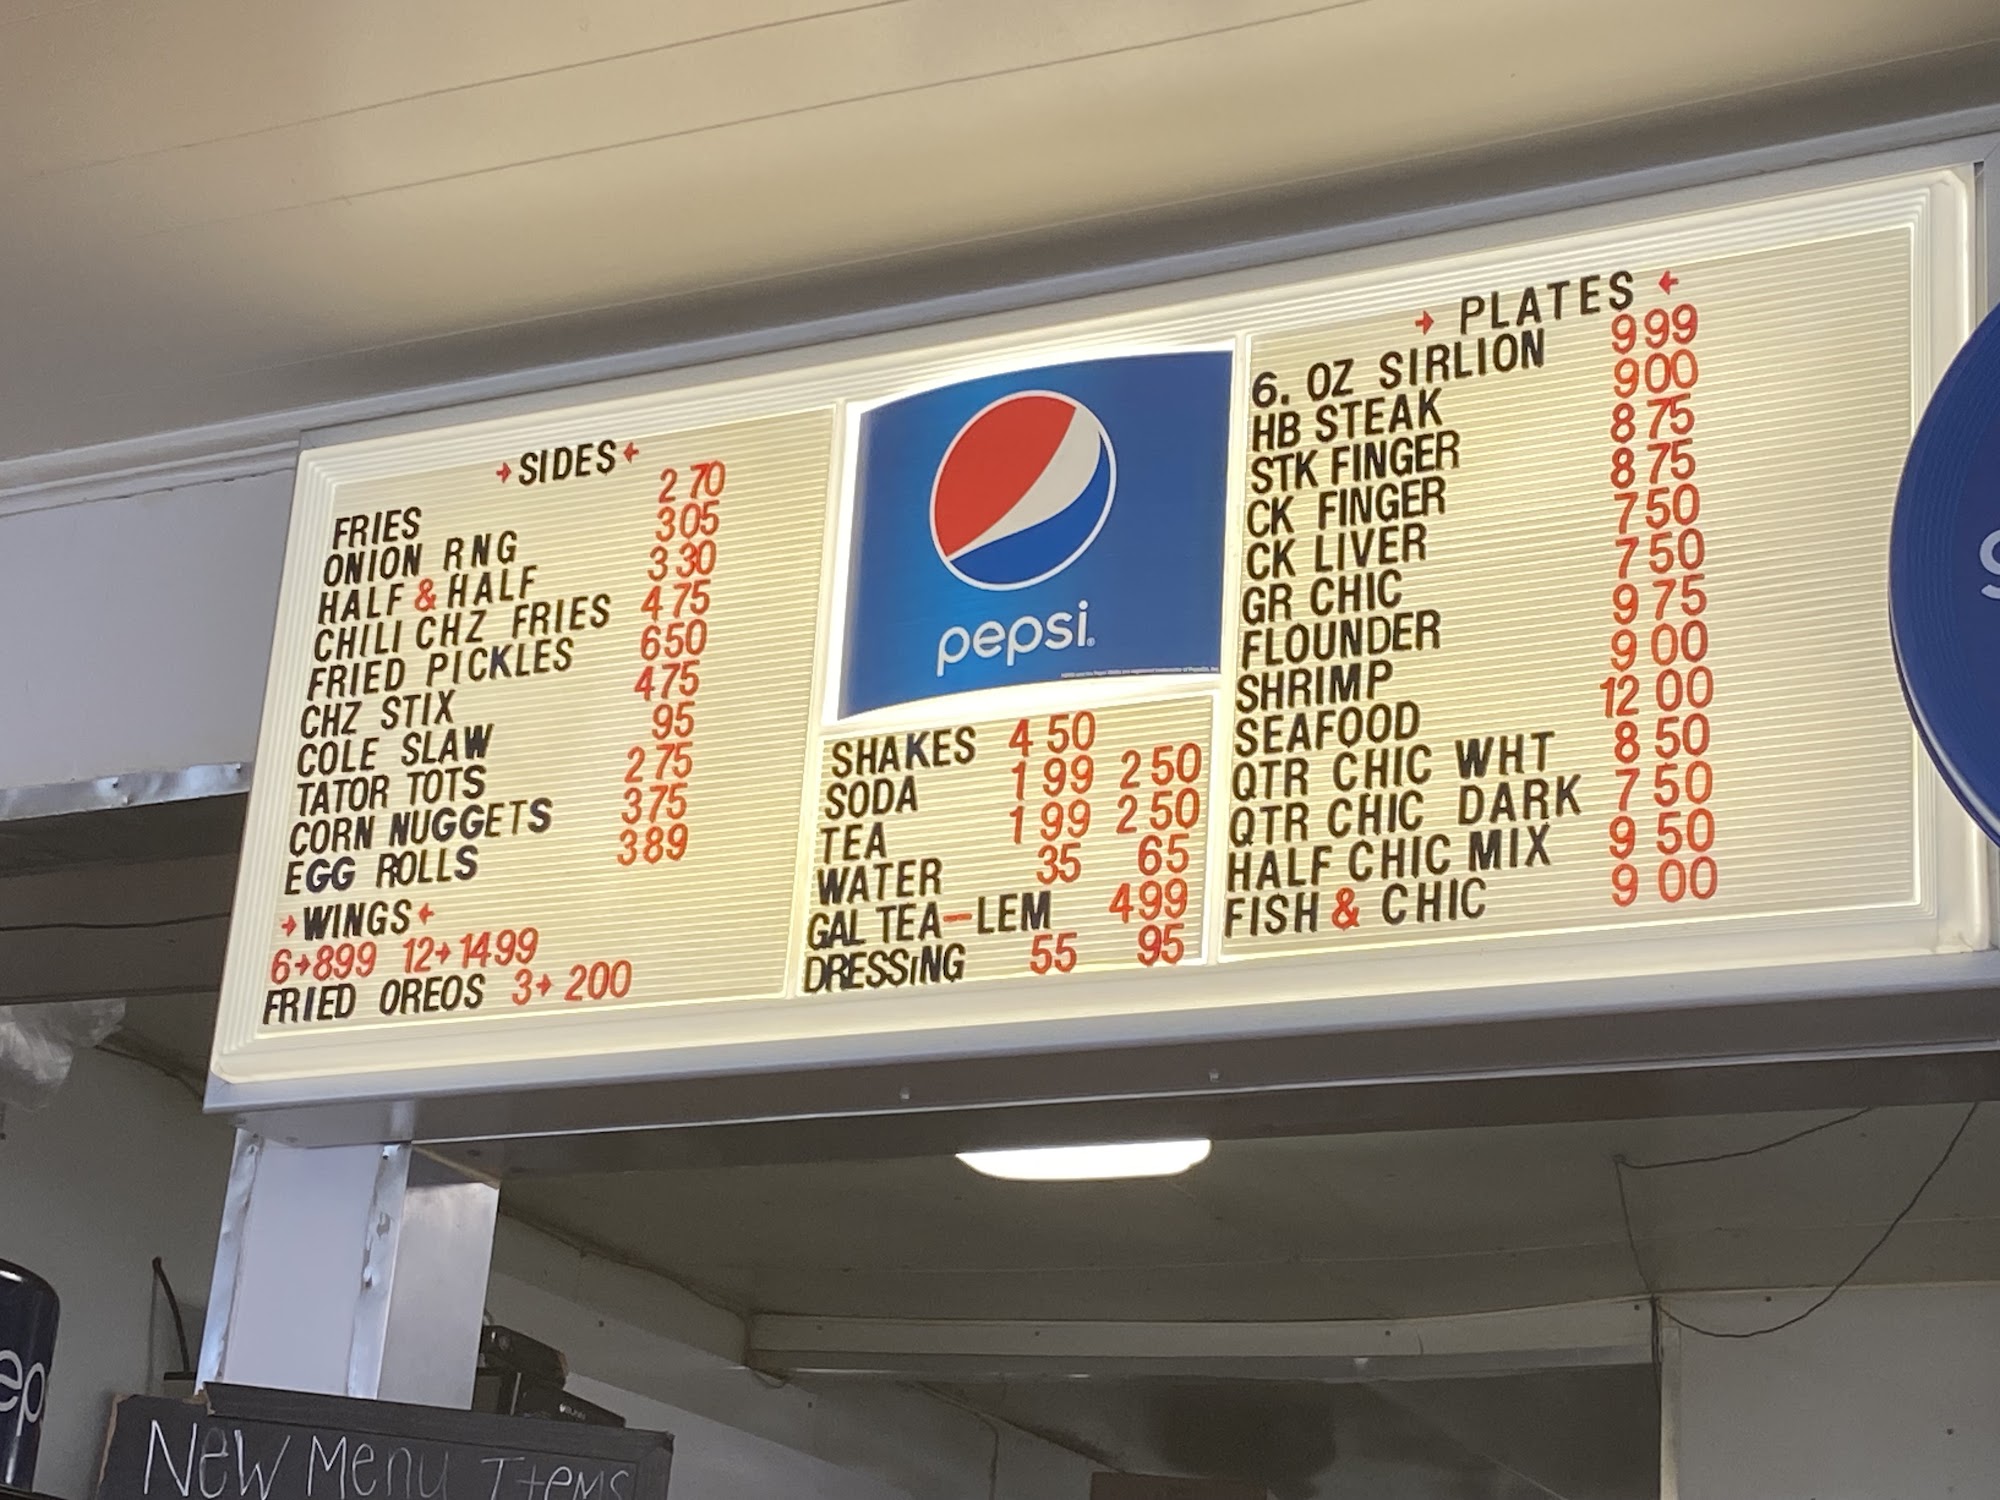 → SIDES ←
FRIES 2 70
ONION RNG 305
HALF & HALF 3 30
CHILI CHZ FRIES 4 75
FRIED PICKLES 650
CHZ STIX 475
COLE SLAW 95
TATOR TOTS 2 75
CORN NUGGETS 375
EGG ROLLS 389
→ WINGS ←
6→899 12→1499
FRIED OREOS 3→ 200
pepsi
SHAKES 4 50
SODA 1 99 2 50
TEA 1 99 2 50
WATER 35 65
GAL TEA–LEM 499
DRESSiNG 55 95
→ PLATES ←
6. OZ SIRLION 999
HB STEAK 900
STK FINGER 8 75
CK FINGER 8 75
CK LIVER 750
GR CHIC 750
FLOUNDER 9 75
SHRIMP 9 00
SEAFOOD 12 00
QTR CHIC WHT 8 50
QTR CHIC DARK 7 50
HALF CHIC MIX 9 50
FISH & CHIC 9 00
ep
New Menu Items